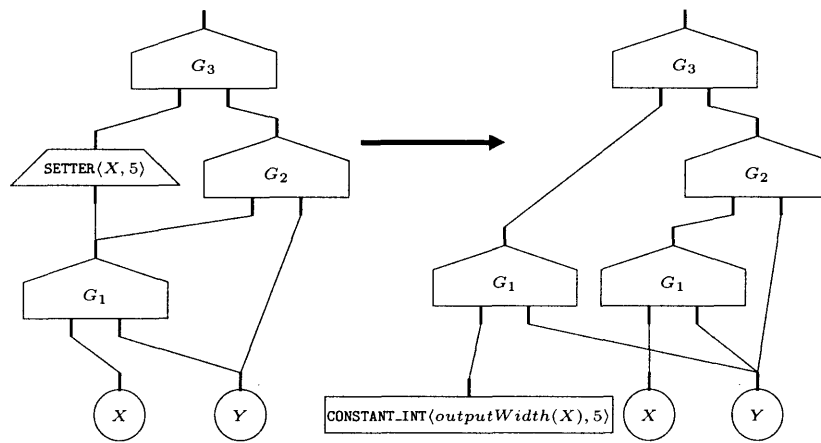 G3 G3
SETTER⟨X, 5⟩ G2 G2
G1 G1 G1
X Y CONSTANT_INT⟨outputWidth(X), 5⟩ X Y